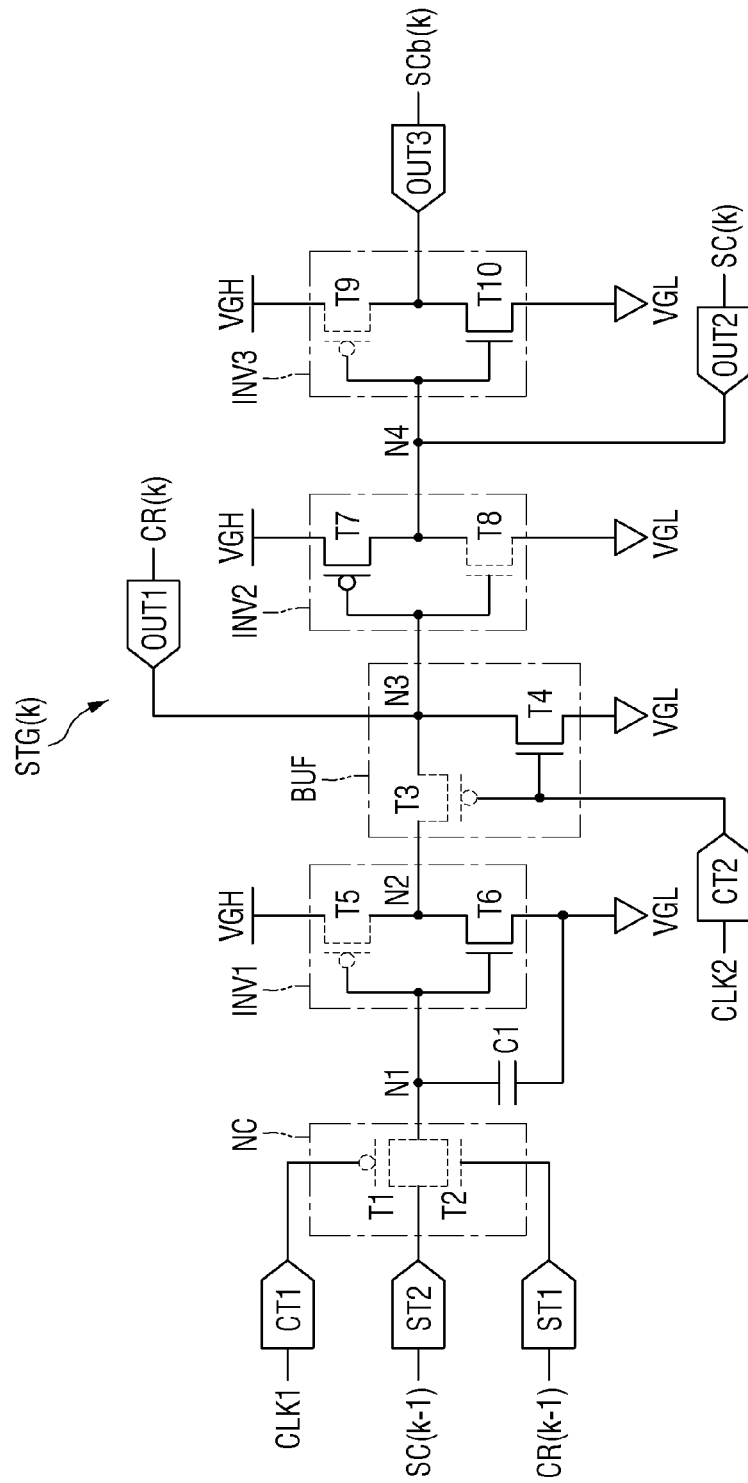 STG(k)
CLK1
CT1
SC(k-1)
ST2
CR(k-1)
ST1
NC
T1
T2
N1
C1
INV1
VGH
T5
T6
VGL
N2
BUF
T3
T4
N3
VGL
CLK2
CT2
OUT1
CR(k)
INV2
VGH
T7
T8
VGL
N4
INV3
VGH
T9
T10
VGL
OUT2
SC(k)
OUT3
SCb(k)